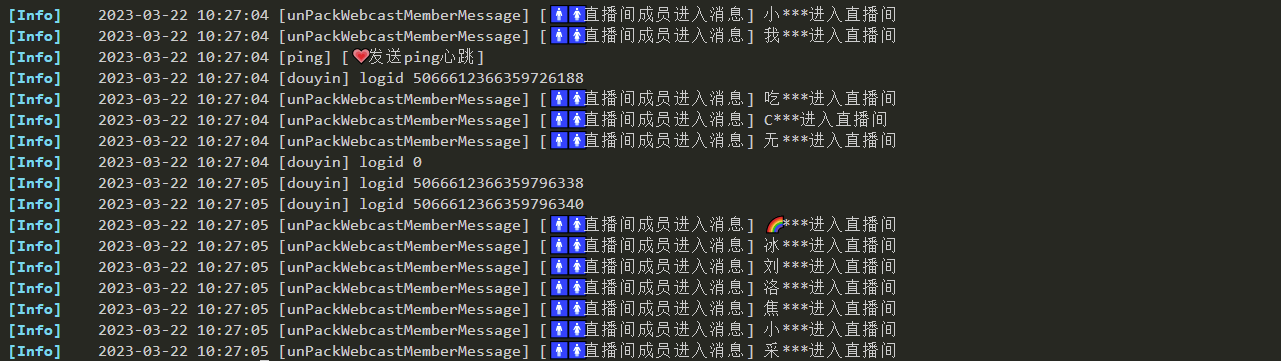 [Info] 2023-03-22 10:27:04 [unPackWebcastMemberMessage] [🚹🚺直播间成员进入消息] 小***进入直播间
[Info] 2023-03-22 10:27:04 [unPackWebcastMemberMessage] [🚹🚺直播间成员进入消息] 我***进入直播间
[Info] 2023-03-22 10:27:04 [ping] [❤️发送ping心跳]
[Info] 2023-03-22 10:27:04 [douyin] logid 5066612366359726188
[Info] 2023-03-22 10:27:04 [unPackWebcastMemberMessage] [🚹🚺直播间成员进入消息] 吃***进入直播间
[Info] 2023-03-22 10:27:04 [unPackWebcastMemberMessage] [🚹🚺直播间成员进入消息] C***进入直播间
[Info] 2023-03-22 10:27:04 [unPackWebcastMemberMessage] [🚹🚺直播间成员进入消息] 无***进入直播间
[Info] 2023-03-22 10:27:04 [douyin] logid 0
[Info] 2023-03-22 10:27:05 [douyin] logid 5066612366359796338
[Info] 2023-03-22 10:27:05 [douyin] logid 5066612366359796340
[Info] 2023-03-22 10:27:05 [unPackWebcastMemberMessage] [🚹🚺直播间成员进入消息] 🌈***进入直播间
[Info] 2023-03-22 10:27:05 [unPackWebcastMemberMessage] [🚹🚺直播间成员进入消息] 冰***进入直播间
[Info] 2023-03-22 10:27:05 [unPackWebcastMemberMessage] [🚹🚺直播间成员进入消息] 刘***进入直播间
[Info] 2023-03-22 10:27:05 [unPackWebcastMemberMessage] [🚹🚺直播间成员进入消息] 洛***进入直播间
[Info] 2023-03-22 10:27:05 [unPackWebcastMemberMessage] [🚹🚺直播间成员进入消息] 焦***进入直播间
[Info] 2023-03-22 10:27:05 [unPackWebcastMemberMessage] [🚹🚺直播间成员进入消息] 小***进入直播间
[Info] 2023-03-22 10:27:05 [unPackWebcastMemberMessage] [🚹🚺直播间成员进入消息] 采***进入直播间